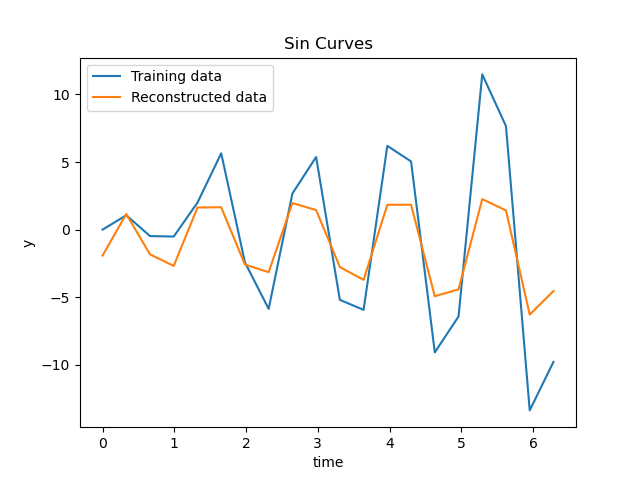 Sin Curves
Training data
Reconstructed data
10
5
0
−5
−10
y
0 1 2 3 4 5 6
time